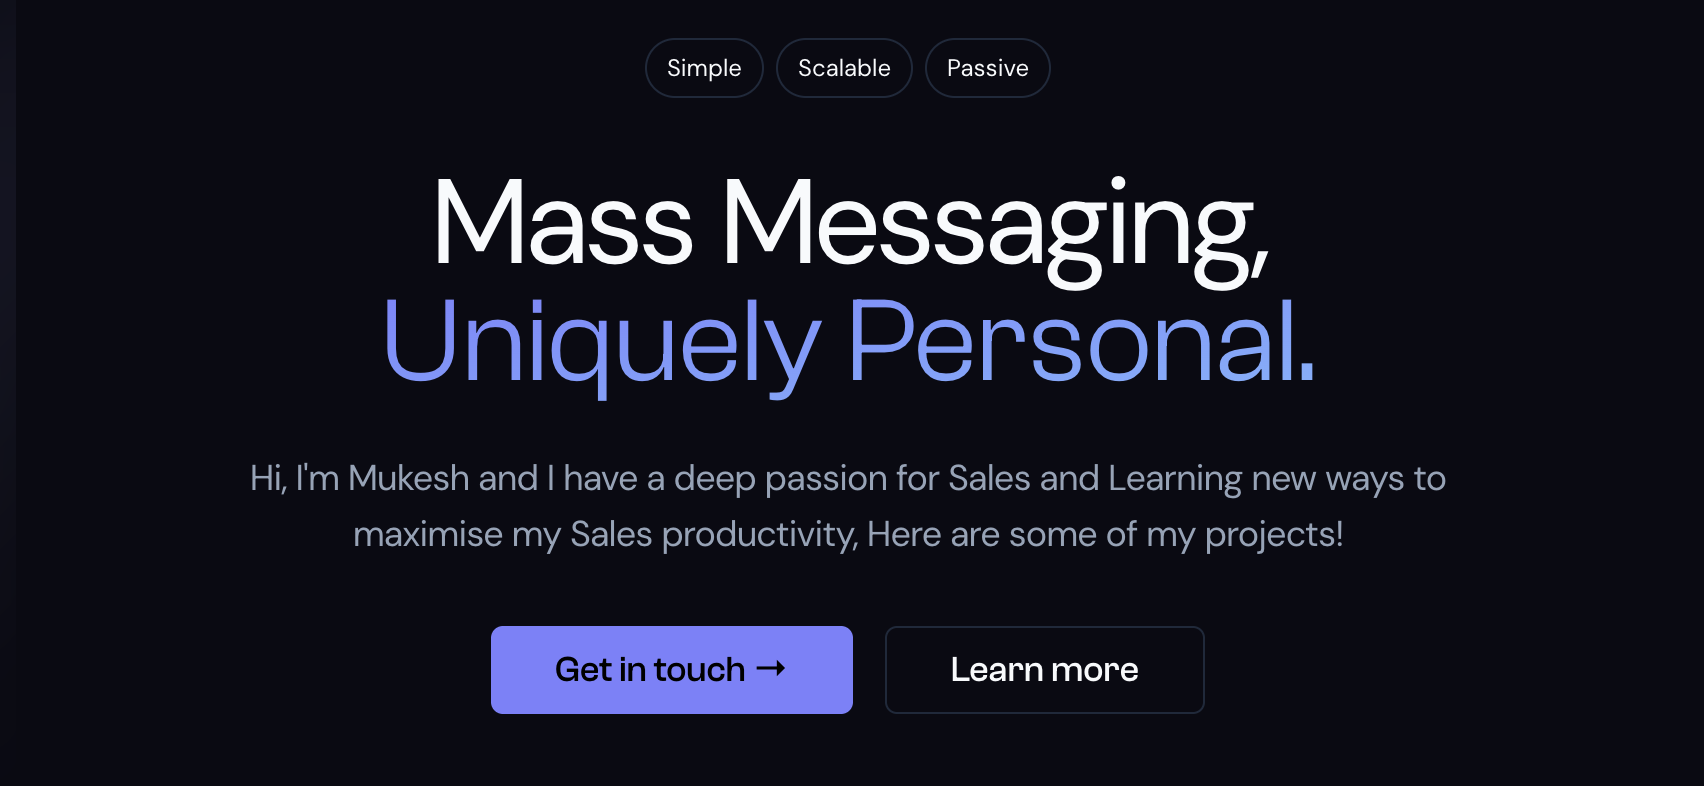 Simple Scalable Passive
Mass Messaging,
Uniquely Personal.
Hi, I'm Mukesh and I have a deep passion for Sales and Learning new ways to
maximise my Sales productivity, Here are some of my projects!
Get in touch → Learn more